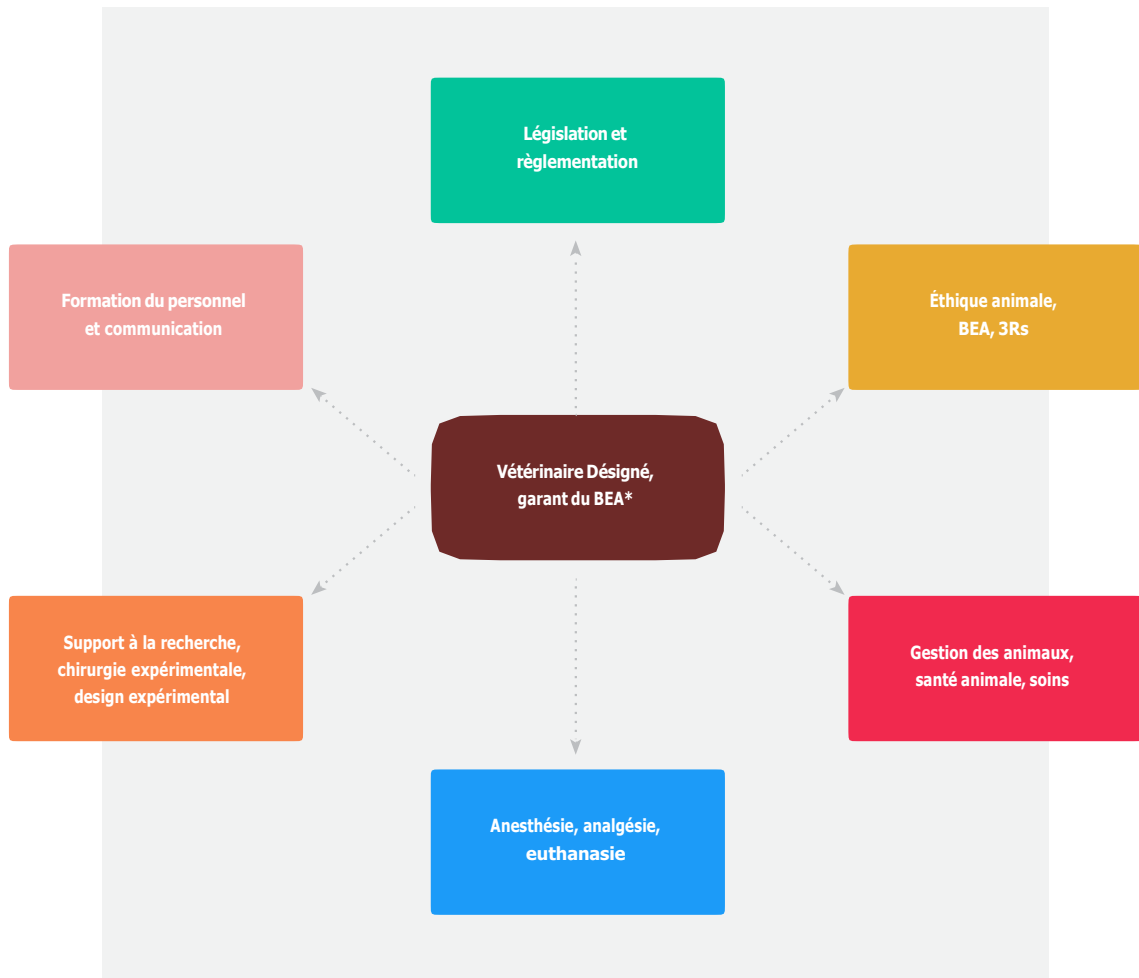 Législation et
règlementation
Formation du personnel
et communication
Éthique animale,
BEA, 3Rs
Vétérinaire Désigné,
garant du BEA*
Support à la recherche,
chirurgie expérimentale,
design expérimental
Gestion des animaux,
santé animale, soins
Anesthésie, analgésie,
euthanasie